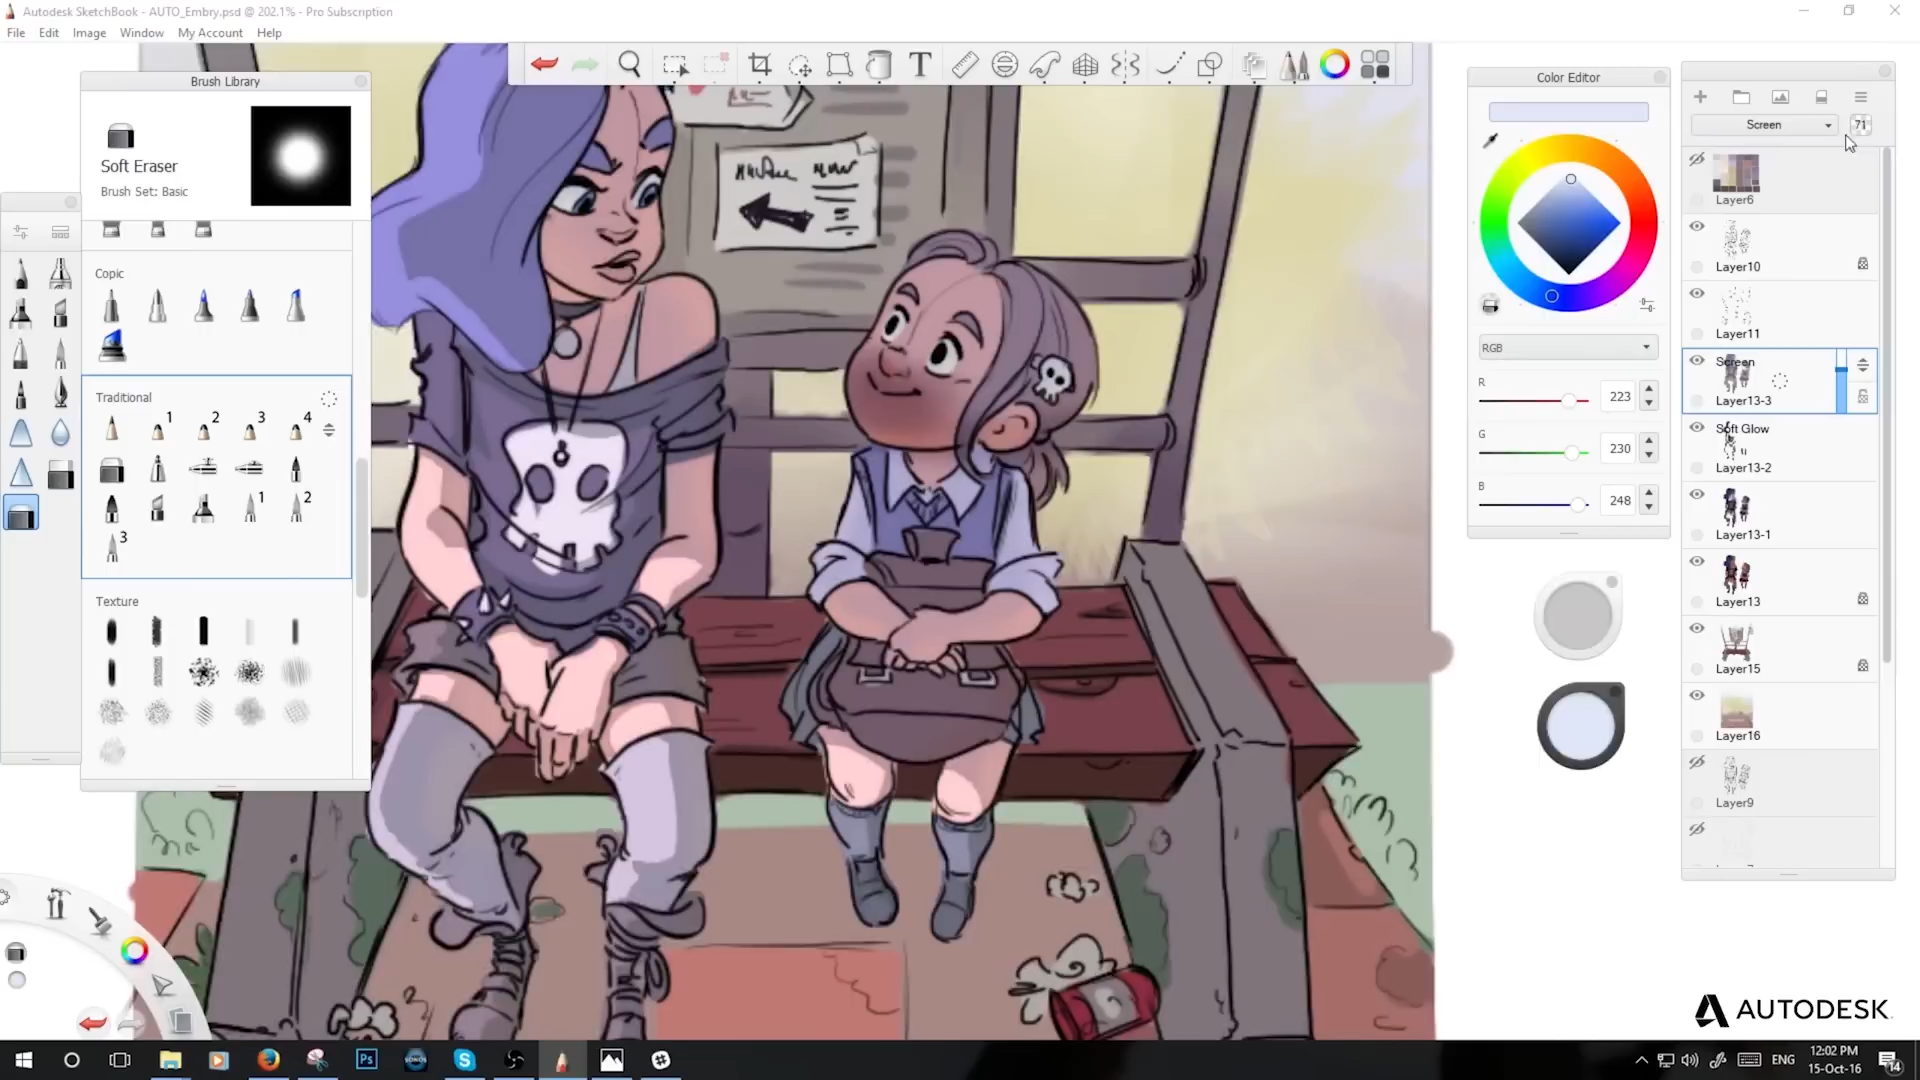 Autodesk SketchBook - AUTO_Embry.psd @ 202.1% - Pro Subscription
File Edit Image Window My Account Help
Brush Library
Soft Eraser
Brush Set: Basic
Copic
Traditional
1 2 3 4
1 2
3
Texture
T
Color Editor
RGB
R 223
G 230
B 248
Screen 71
Layer6
Layer10
Layer11
Screen
Layer13-3
Soft Glow
Layer13-2
Layer13-1
Layer13
Layer15
Layer16
Layer9
AUTODESK.
Ps
SONOS
S
ENG
12:02 PM
15-Oct-16
14